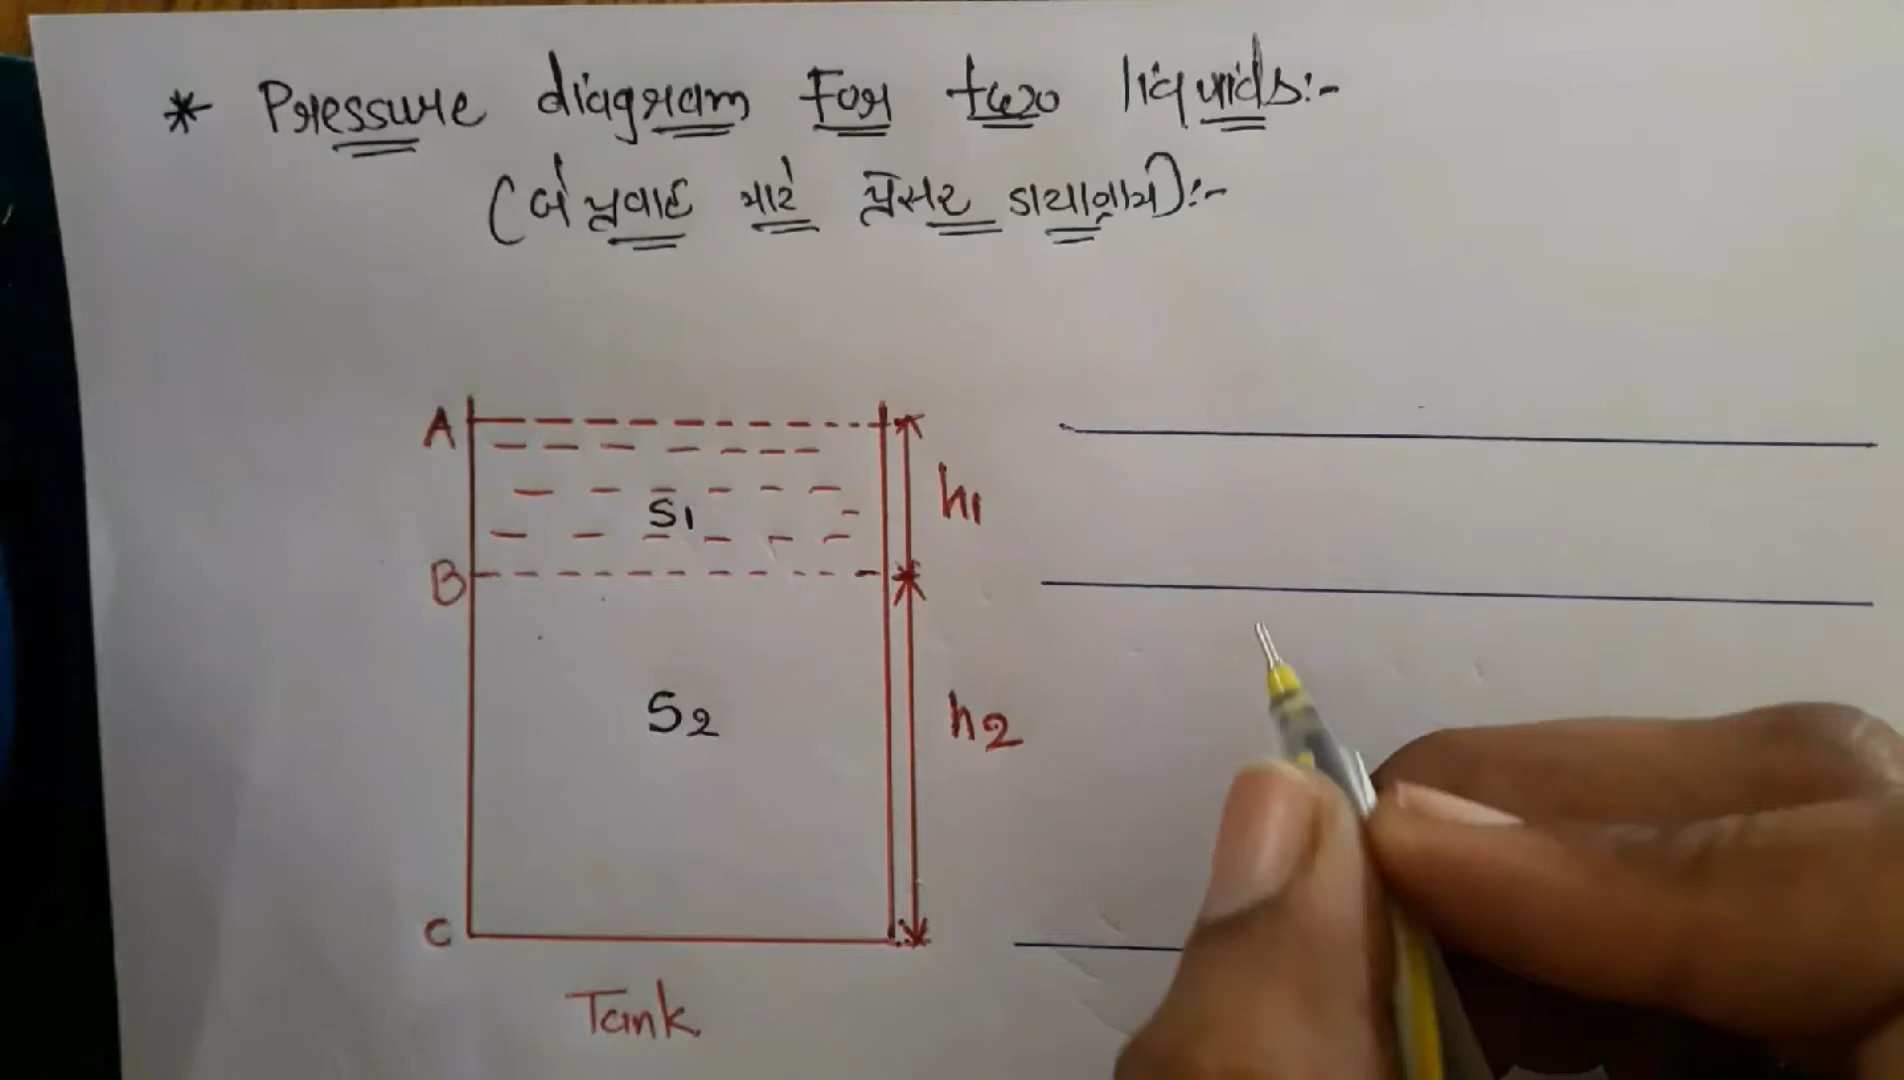 * Pressure diagram For two liquids:-
(બે પ્રવાહ માટે પ્રેસર ડાયાગ્રામ):-
A
S1
h1
B
S2
h2
C
Tank